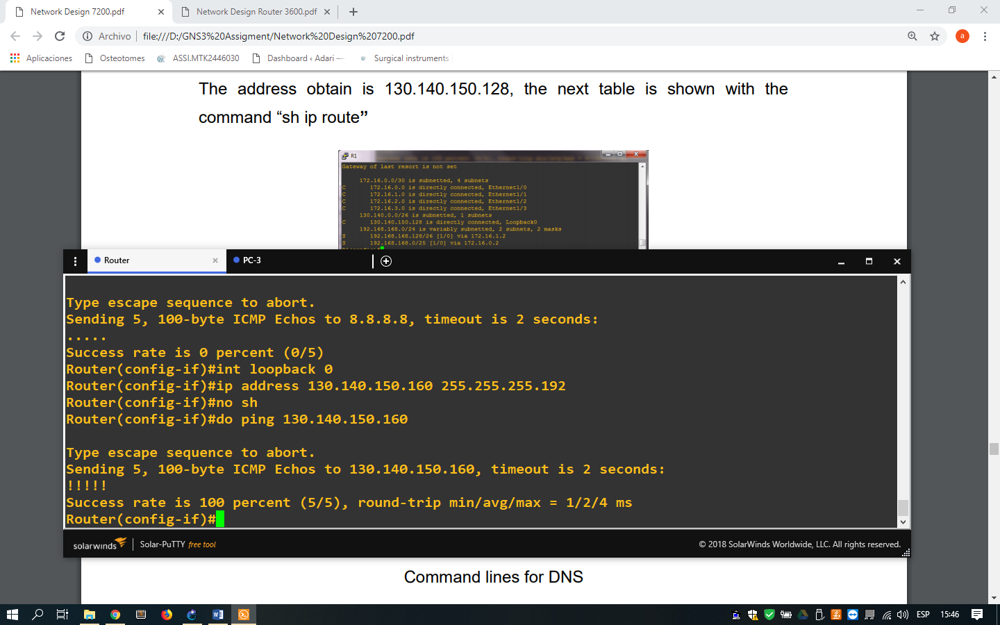 Network Design 7200.pdf
Network Design Router 3600.pdf
Archivo
file:///D:/GNS3%20Assigment/Network%20Design%207200.pdf
a
Aplicaciones
Osteotomes
ASSI.MTK2446030
Dashboard ‹ Adari —
Surgical instruments
The address obtain is 130.140.150.128, the next table is shown with the
command “sh ip route”
R1
Gateway of last resort is not set
172.16.0.0/30 is subnetted, 4 subnets
C 172.16.0.0 is directly connected, Ethernet1/0
C 172.16.1.0 is directly connected, Ethernet1/1
C 172.16.2.0 is directly connected, Ethernet1/2
C 172.16.3.0 is directly connected, Ethernet1/3
130.140.0.0/26 is subnetted, 1 subnets
C 130.140.150.128 is directly connected, Loopback0
192.168.168.0/24 is variably subnetted, 2 subnets, 2 masks
S 192.168.168.128/26 [1/0] via 172.16.1.2
S 192.168.168.0/25 [1/0] via 172.16.0.2
Router
PC-3
Type escape sequence to abort.
Sending 5, 100-byte ICMP Echos to 8.8.8.8, timeout is 2 seconds:
.....
Success rate is 0 percent (0/5)
Router(config-if)#int loopback 0
Router(config-if)#ip address 130.140.150.160 255.255.255.192
Router(config-if)#no sh
Router(config-if)#do ping 130.140.150.160
Type escape sequence to abort.
Sending 5, 100-byte ICMP Echos to 130.140.150.160, timeout is 2 seconds:
!!!!!
Success rate is 100 percent (5/5), round-trip min/avg/max = 1/2/4 ms
Router(config-if)#
solarwinds
Solar-PuTTY free tool
© 2018 SolarWinds Worldwide, LLC. All rights reserved.
Command lines for DNS
ESP
15:46